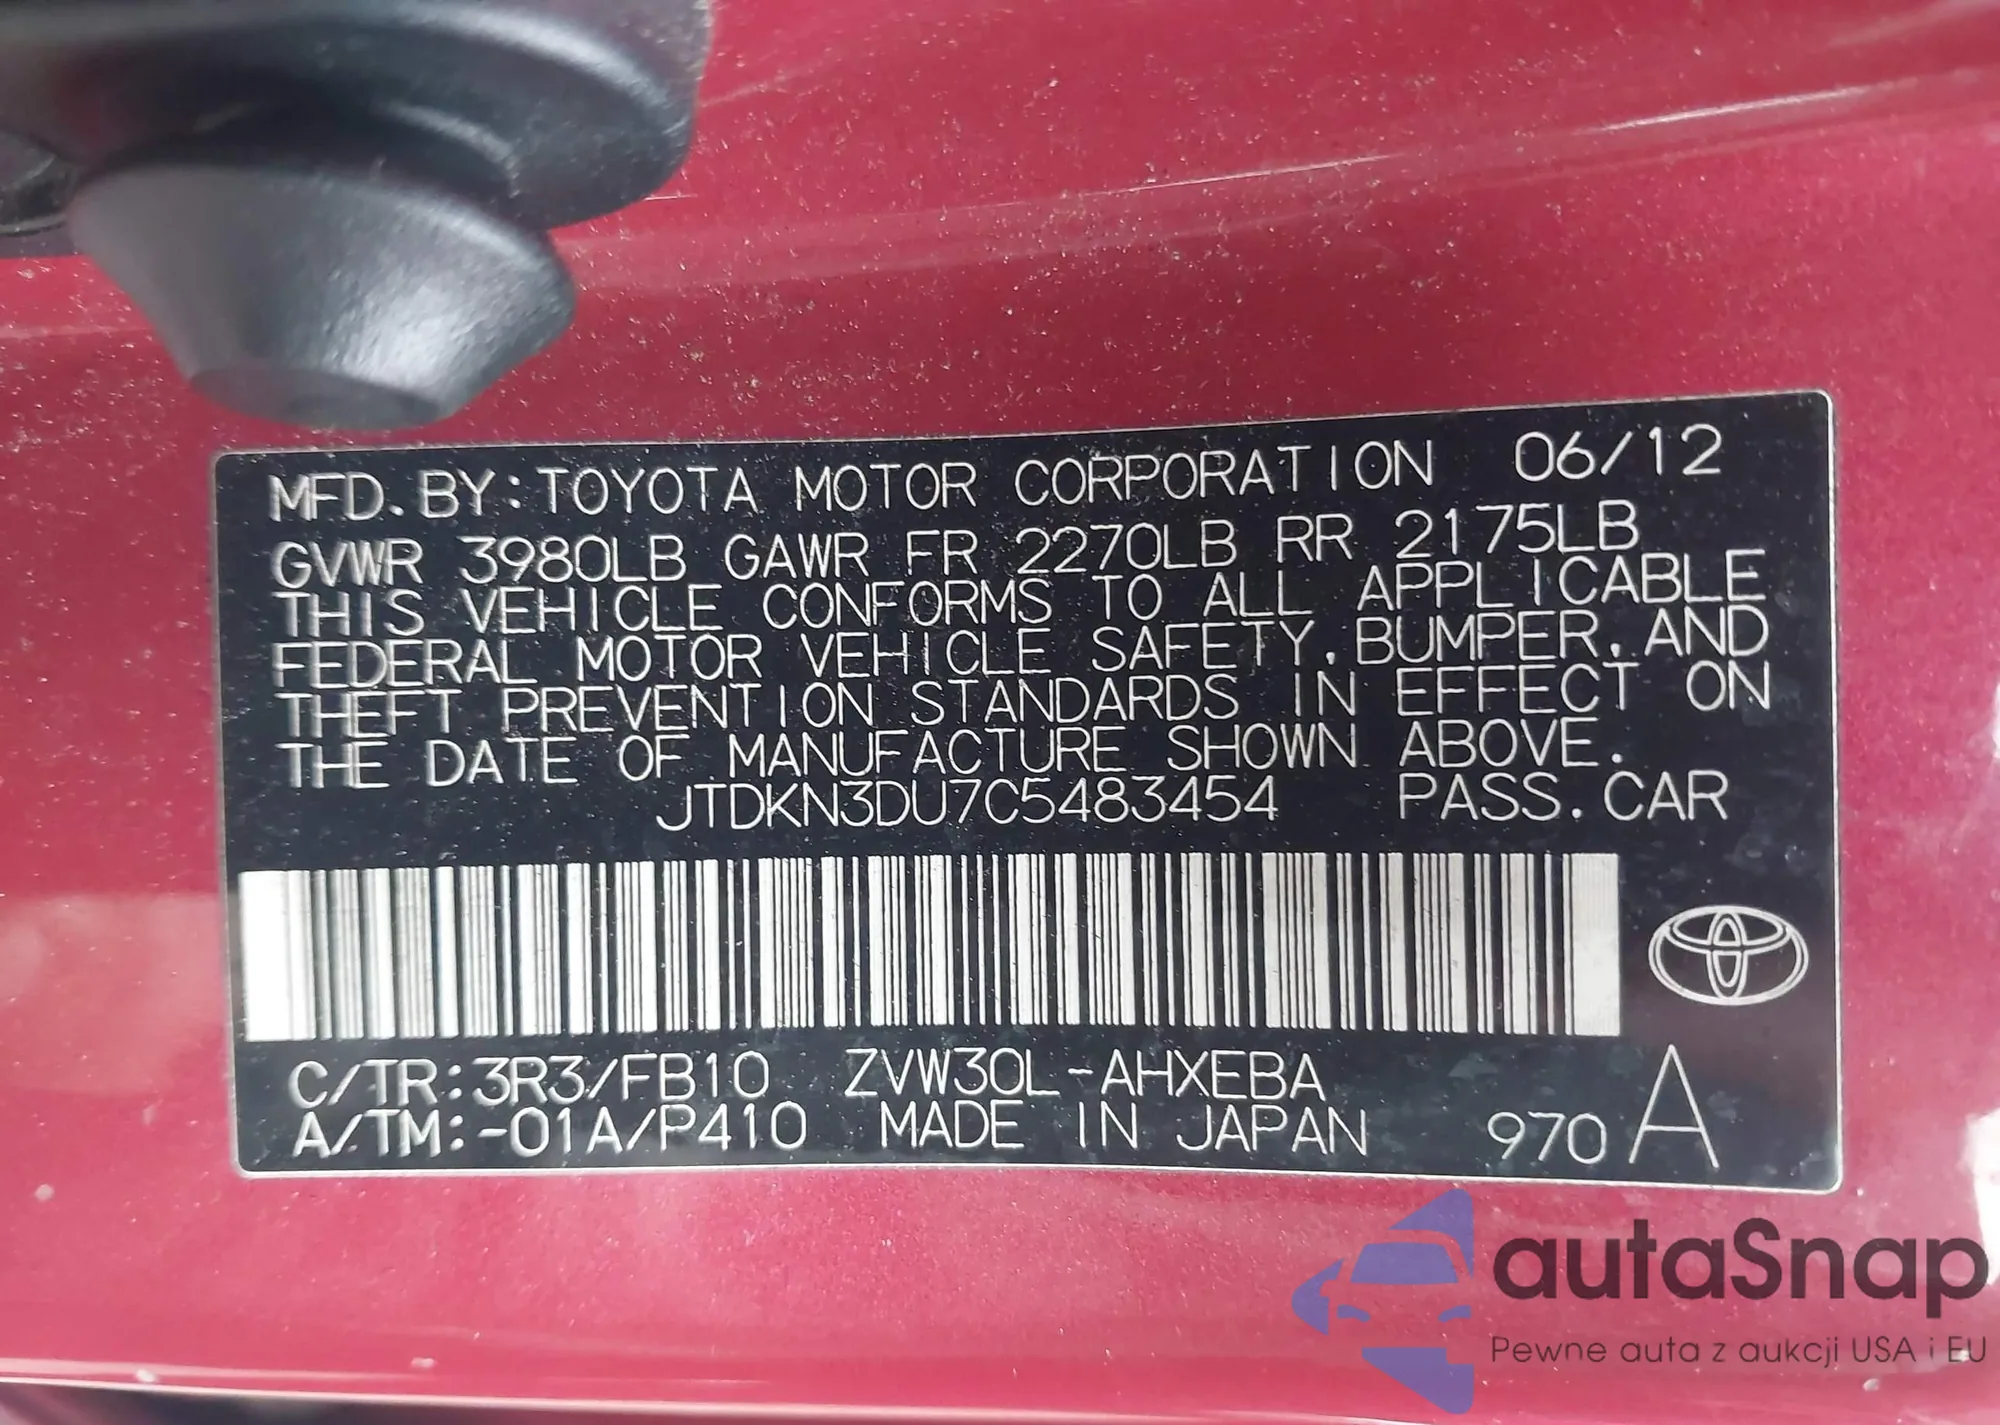 MFD. BY: TOYOTA MOTOR CORPORATION 06/12
GVWR 3980LB GAWR FR 2270LB RR 2175LB
THIS VEHICLE CONFORMS TO ALL APPLICABLE
FEDERAL MOTOR VEHICLE SAFETY, BUMPER, AND
THEFT PREVENTION STANDARDS IN EFFECT ON
THE DATE OF MANUFACTURE SHOWN ABOVE.
JTDKN3DU7C5483454 PASS. CAR
C/TR: 3R3/FB10 ZVW30L-AHXEBA
A/TM: -01A/P410 MADE IN JAPAN 970 A
autaSnap
Pewne auta z aukcji USA i EU